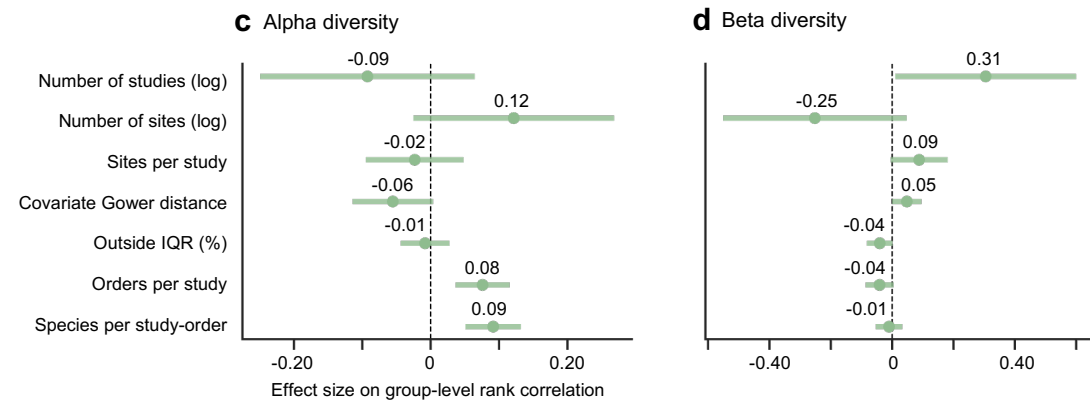 c Alpha diversity
d Beta diversity
Number of studies (log)
-0.09
0.31
Number of sites (log)
0.12
-0.25
Sites per study
-0.02
0.09
Covariate Gower distance
-0.06
0.05
Outside IQR (%)
-0.01
-0.04
Orders per study
0.08
-0.04
Species per study-order
0.09
-0.01
-0.20 0 0.20
-0.40 0 0.40
Effect size on group-level rank correlation